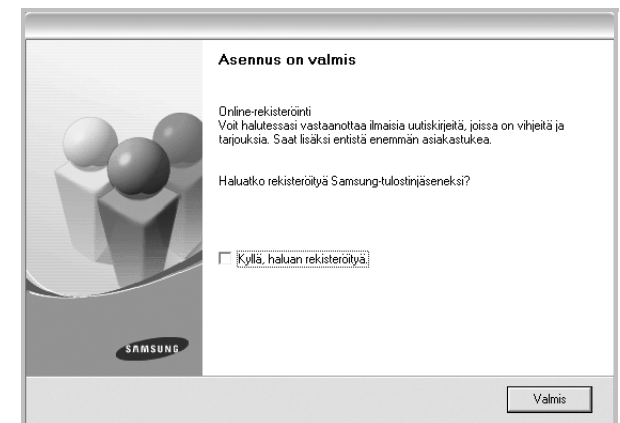 Asennus on valmis
Online-rekisteröinti
Voit halutessasi vastaanottaa ilmaisia uutiskirjeitä, joissa on vihjeitä ja
tarjouksia. Saat lisäksi entistä enemmän asiakastukea.
Haluatko rekisteröityä Samsung-tulostinjäseneksi?
Kyllä, haluan rekisteröityä.
SAMSUNG
Valmis